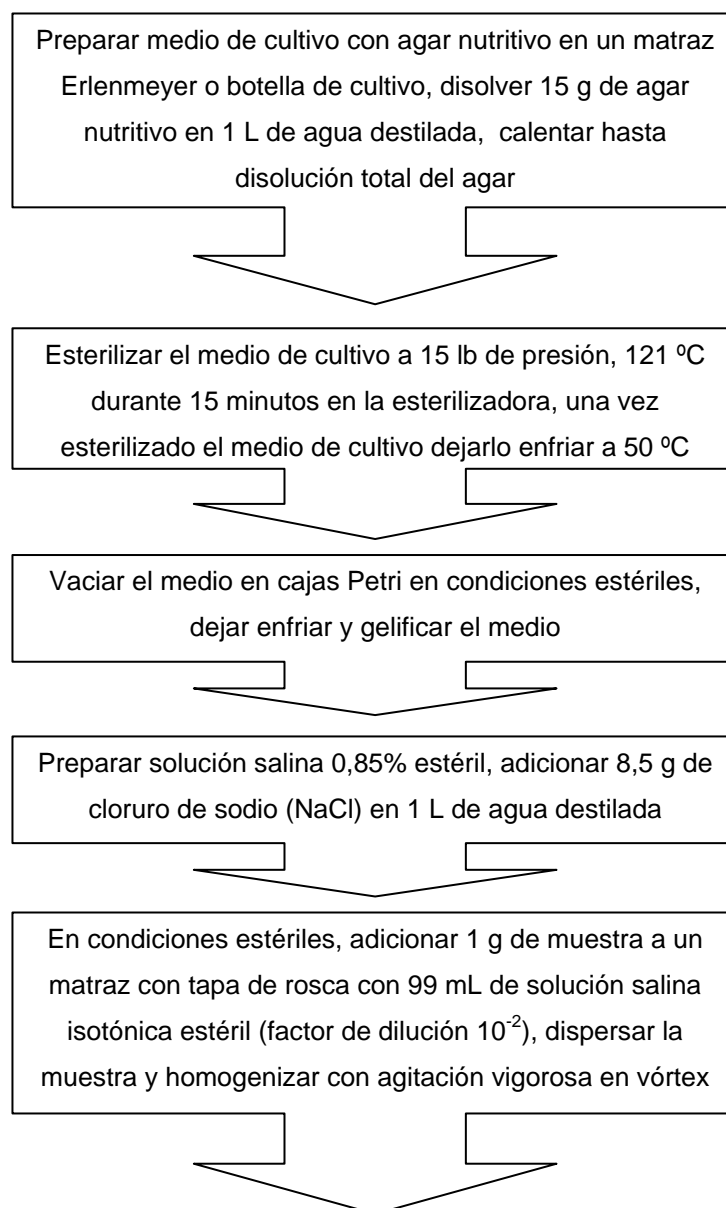 Preparar medio de cultivo con agar nutritivo en un matraz
Erlenmeyer o botella de cultivo, disolver 15 g de agar
nutritivo en 1 L de agua destilada,  calentar hasta
disolución total del agar
Esterilizar el medio de cultivo a 15 lb de presión, 121 ºC
durante 15 minutos en la esterilizadora, una vez
esterilizado el medio de cultivo dejarlo enfriar a 50 ºC
Vaciar el medio en cajas Petri en condiciones estériles,
dejar enfriar y gelificar el medio
Preparar solución salina 0,85% estéril, adicionar 8,5 g de
cloruro de sodio (NaCl) en 1 L de agua destilada
En condiciones estériles, adicionar 1 g de muestra a un
matraz con tapa de rosca con 99 mL de solución salina
isotónica estéril (factor de dilución 10⁻²), dispersar la
muestra y homogenizar con agitación vigorosa en vórtex